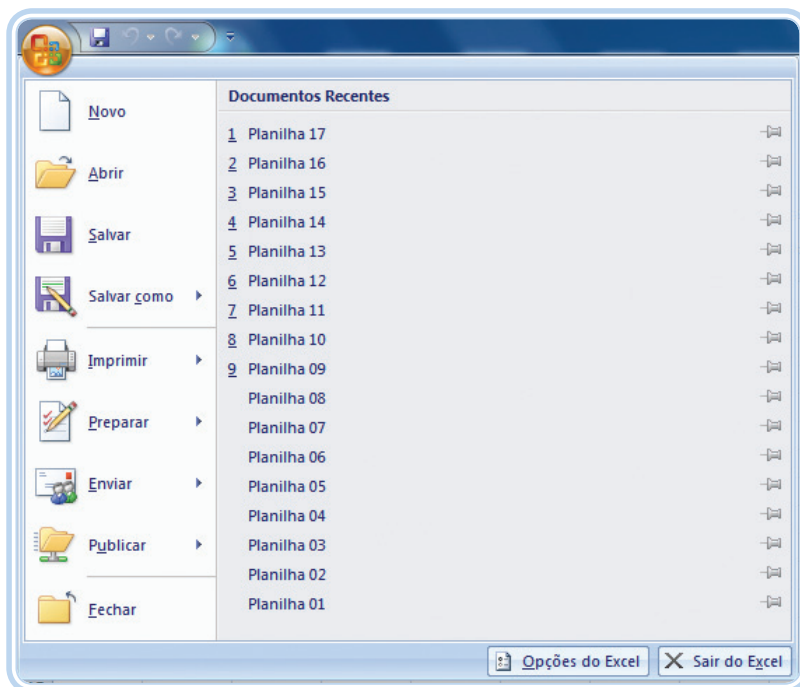 Novo
Abrir
Salvar
Salvar como
Imprimir
Preparar
Enviar
Publicar
Fechar
Documentos Recentes
1 Planilha 17
2 Planilha 16
3 Planilha 15
4 Planilha 14
5 Planilha 13
6 Planilha 12
7 Planilha 11
8 Planilha 10
9 Planilha 09
Planilha 08
Planilha 07
Planilha 06
Planilha 05
Planilha 04
Planilha 03
Planilha 02
Planilha 01
Opções do Excel
Sair do Excel